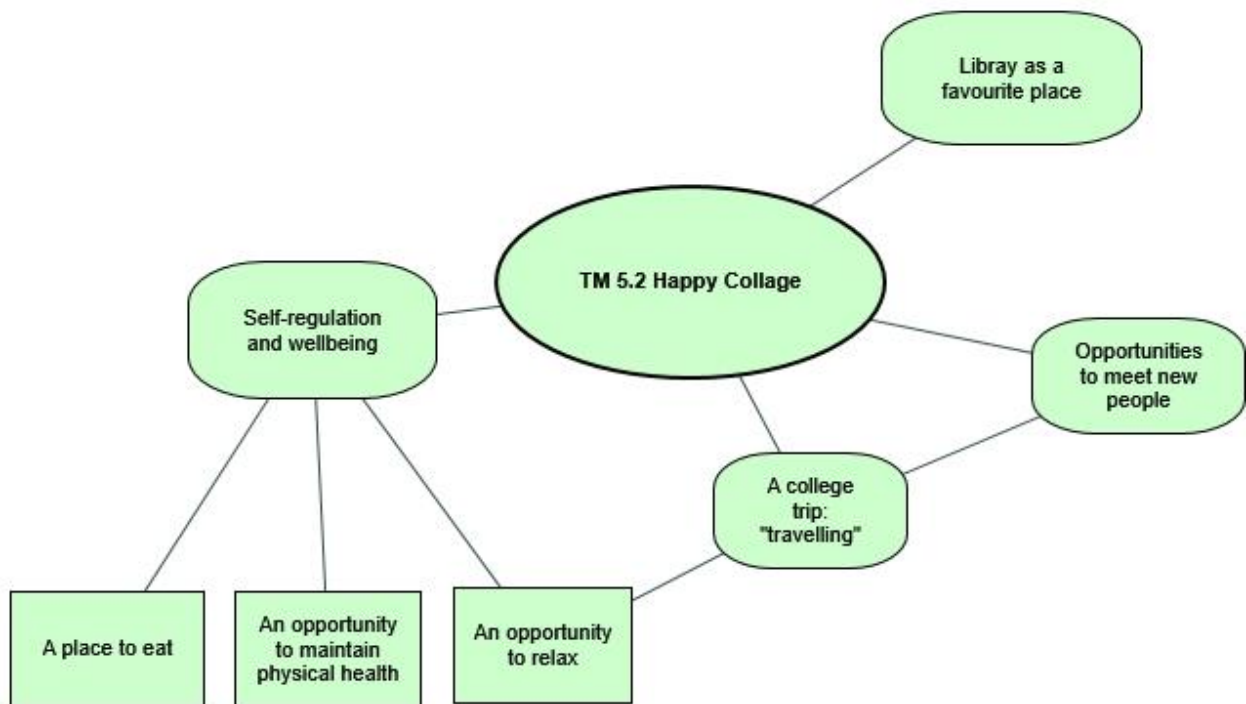 Libray as a
favourite place
TM 5.2 Happy Collage
Self-regulation
and wellbeing
Opportunities
to meet new
people
A college
trip:
"travelling"
A place to eat
An opportunity
to maintain
physical health
An opportunity
to relax